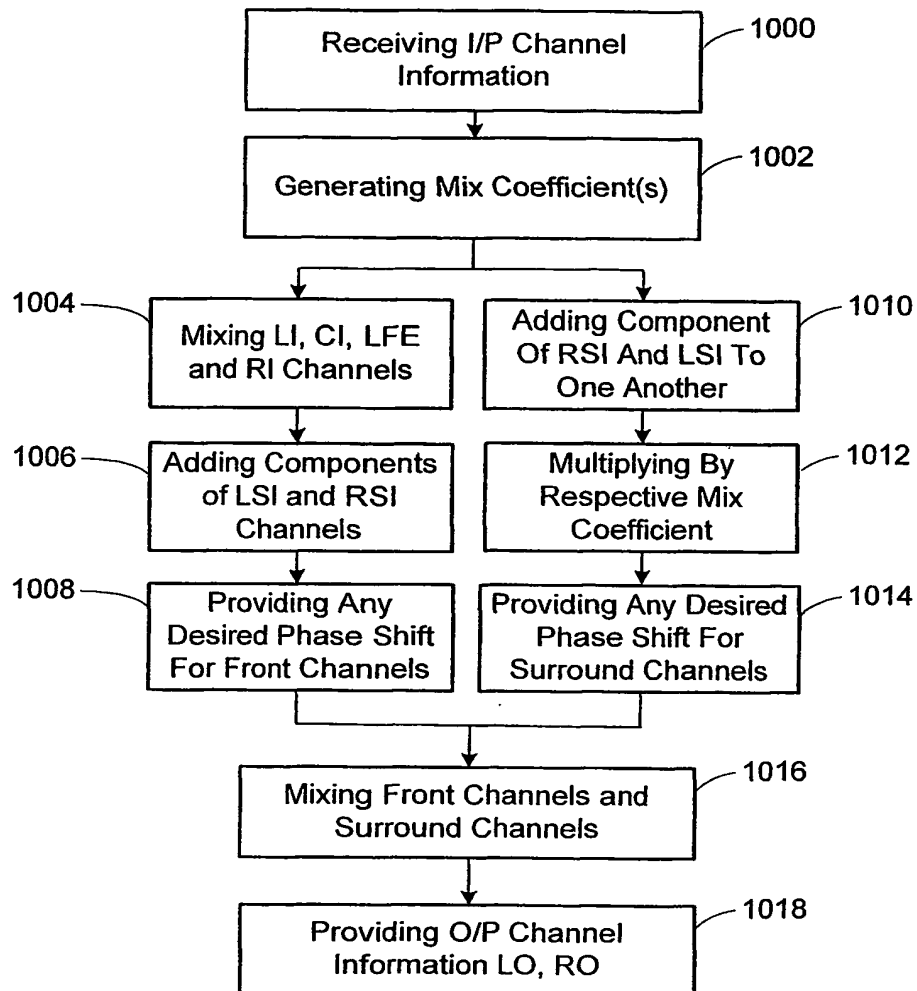 Receiving I/P Channel
Information
1000
Generating Mix Coefficient(s)
1002
1004
Mixing LI, CI, LFE
and RI Channels
Adding Component
Of RSI And LSI To
One Another
1010
1006
Adding Components
of LSI and RSI
Channels
Multiplying By
Respective Mix
Coefficient
1012
1008
Providing Any
Desired Phase Shift
For Front Channels
Providing Any Desired
Phase Shift For
Surround Channels
1014
Mixing Front Channels and
Surround Channels
1016
Providing O/P Channel
Information LO, RO
1018